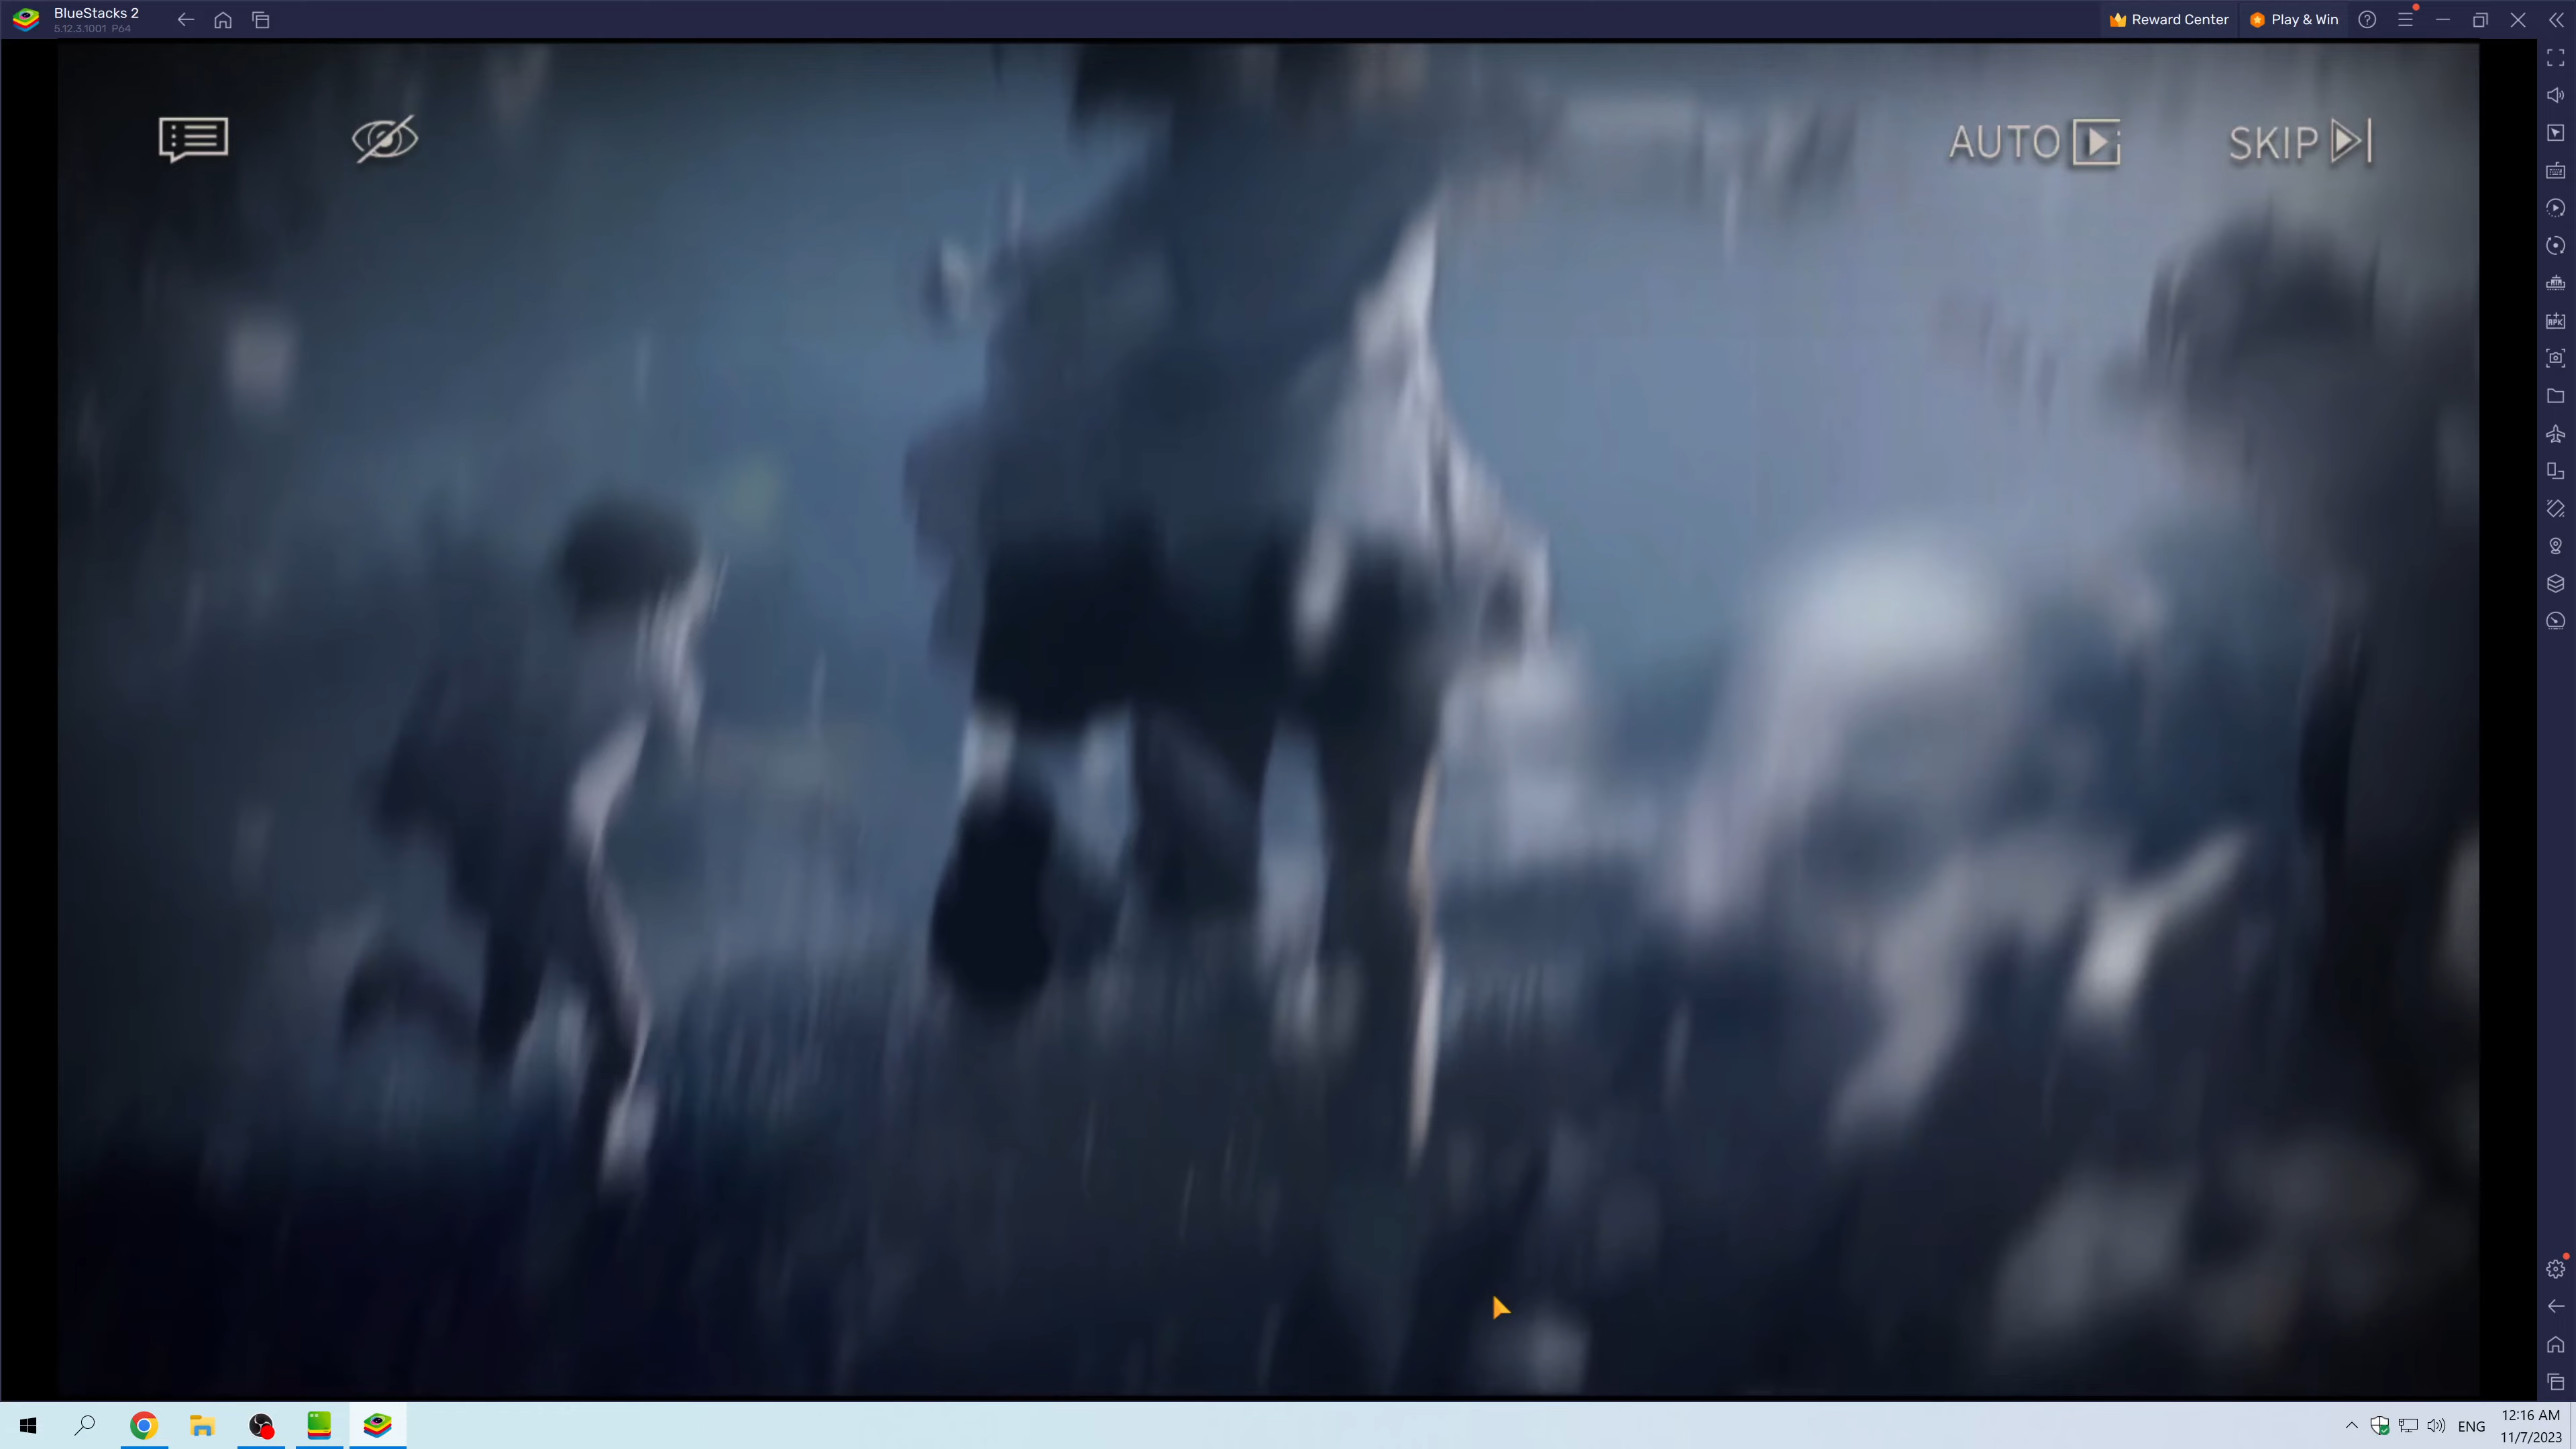 BlueStacks 2
5.12.3.1001 P64
Reward Center
Play & Win
AUTO
SKIP
ENG
12:16 AM
11/7/2023